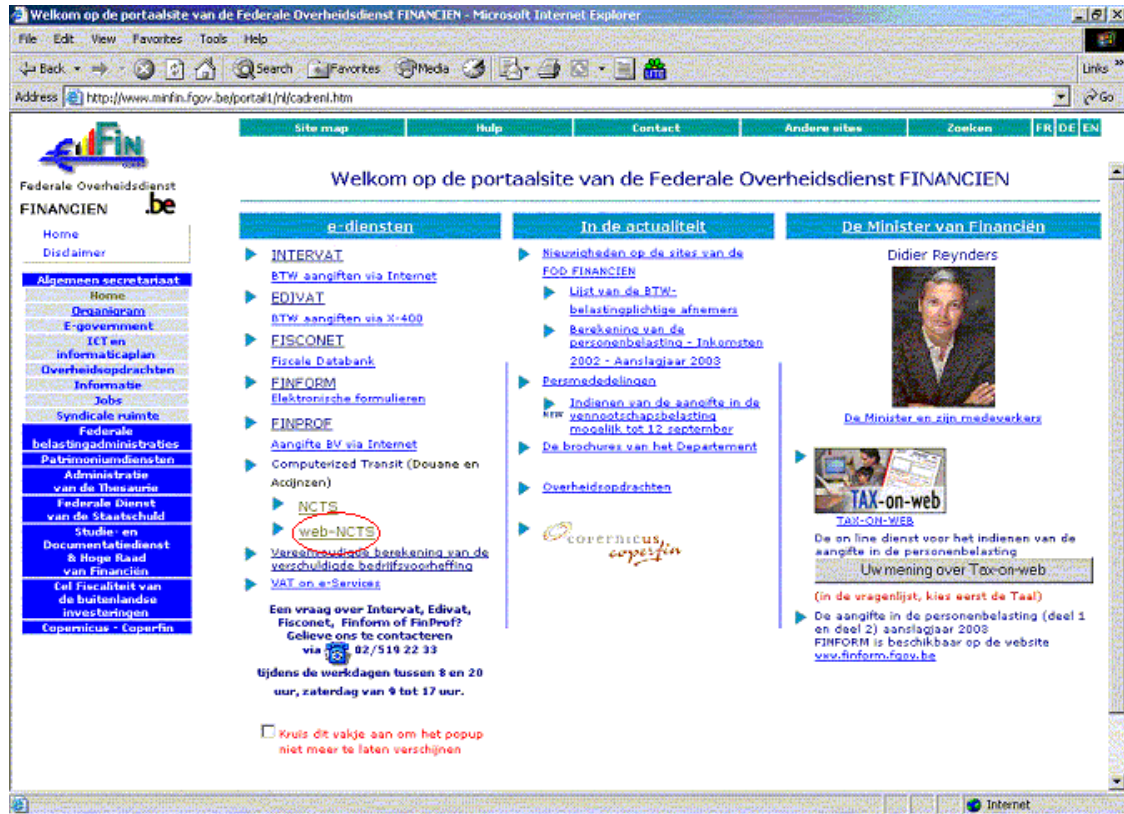 Welkom op de portaalsite van de Federale Overheidsdienst FINANCIEN - Microsoft Internet Explorer
File Edit View Favorites Tools Help
Back Search Favorites Media Links
Address http://www.minfin.fgov.be/portail1/nl/cadrenl.htm Go
Site map Hulp Contact Andere sites Zoeken FR DE EN
FIN
Federale Overheidsdienst
FINANCIEN .be
Home
Disclaimer
Algemeen secretariaat
Home
Organigram
E-government
ICT en
informaticaplan
Overheidsopdrachten
Informatie
Jobs
Syndicale ruimte
Federale
belastingadministraties
Patrimoniumdiensten
Administratie
van de Thesaurie
Federale Dienst
van de Staatschuld
Studie- en
Documentatiedienst
& Hoge Raad
van Financiën
Cel Fiscaliteit van
de buitenlandse
investeringen
Copernicus - Coperfin
Welkom op de portaalsite van de Federale Overheidsdienst FINANCIEN
e-diensten
INTERVAT
BTW aangiften via Internet
EDIVAT
BTW aangiften via X-400
FISCONET
Fiscale Databank
FINFORM
Elektronische formulieren
FINPROF
Aangifte BV via Internet
Computerized Transit (Douane en
Accijnzen)
NCTS
web-NCTS
Vereenvoudigde berekening van de
verschuldigde bedrijfsvoorheffing
VAT on e-Services
Een vraag over Intervat, Edivat,
Fisconet, Finform of FinProf?
Gelieve ons te contacteren
via 02/519 22 33
tijdens de werkdagen tussen 8 en 20
uur, zaterdag van 9 tot 17 uur.
Kruis dit vakje aan om het popup
niet meer te laten verschijnen
In de actualiteit
Nieuwigheden op de sites van de
FOD FINANCIEN
Lijst van de BTW-
belastingplichtige afnemers
Berekening van de
personenbelasting - Inkomsten
2002 - Aanslagjaar 2003
Persmededelingen
Indienen van de aangifte in de
NEW vennootschapsbelasting
mogelijk tot 12 september
De brochures van het Departement
Overheidsopdrachten
copernicus
coperfin
De Minister van Financiën
Didier Reynders
De Minister en zijn medewerkers
TAX-on-web
TAX-ON-WEB
De on line dienst voor het indienen van de
aangifte in de personenbelasting
Uw mening over Tax-on-web
(in de vragenlijst, kies eerst de Taal)
De aangifte in de personenbelasting (deel 1
en deel 2) aanslagjaar 2003
FINFORM is beschikbaar op de website
www.finform.fgov.be
Internet